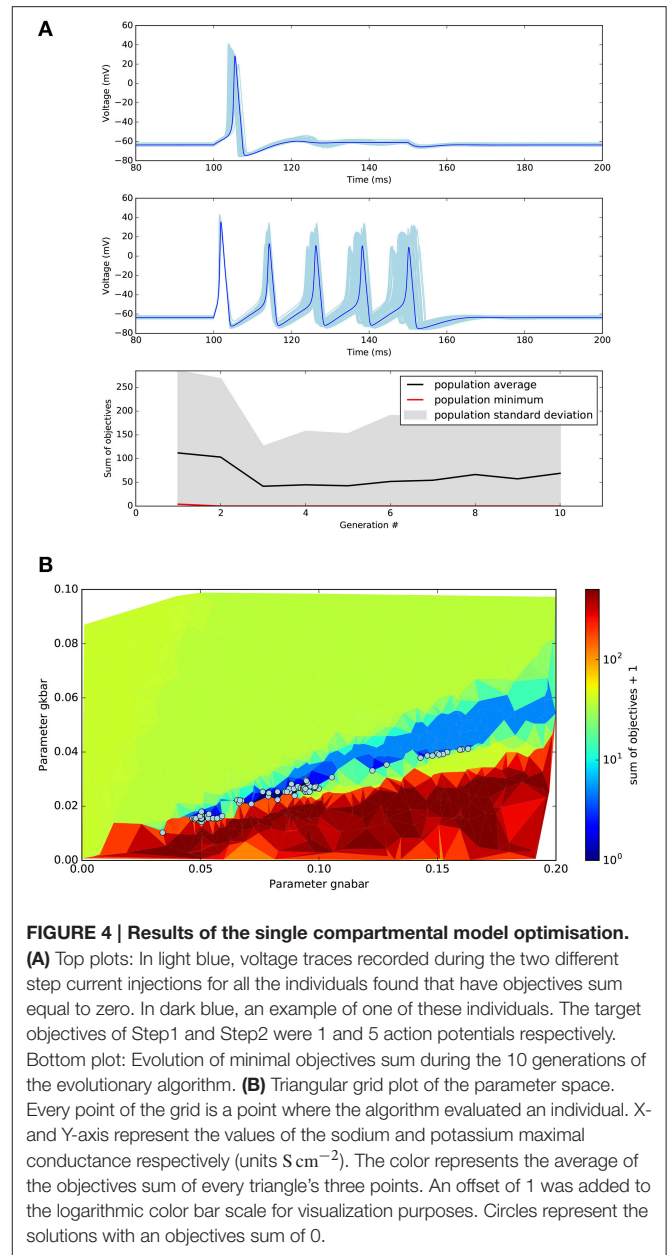 A
60
40
20
0
−20
−40
−60
−80
Voltage (mV)
80 100 120 140 160 180 200
Time (ms)
60
40
20
0
−20
−40
−60
−80
Voltage (mV)
80 100 120 140 160 180 200
Time (ms)
250
200
150
100
50
0
Sum of objectives
population average
population minimum
population standard deviation
0 2 4 6 8 10
Generation #
B
0.10
0.08
0.06
0.04
0.02
0.00
Parameter gkbar
0.00 0.05 0.10 0.15 0.20
Parameter gnabar
10²
10¹
10⁰
sum of objectives + 1
FIGURE 4 | Results of the single compartmental model optimisation.
(A) Top plots: In light blue, voltage traces recorded during the two different
step current injections for all the individuals found that have objectives sum
equal to zero. In dark blue, an example of one of these individuals. The target
objectives of Step1 and Step2 were 1 and 5 action potentials respectively.
Bottom plot: Evolution of minimal objectives sum during the 10 generations of
the evolutionary algorithm. (B) Triangular grid plot of the parameter space.
Every point of the grid is a point where the algorithm evaluated an individual. X-
and Y-axis represent the values of the sodium and potassium maximal
conductance respectively (units S cm⁻²). The color represents the average of
the objectives sum of every triangle's three points. An offset of 1 was added to
the logarithmic color bar scale for visualization purposes. Circles represent the
solutions with an objectives sum of 0.